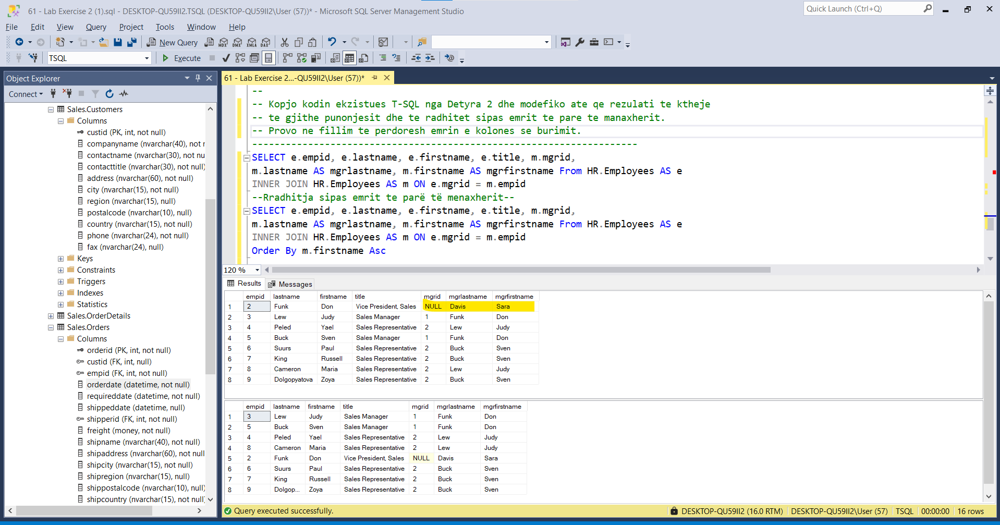 61 - Lab Exercise 2 (1).sql - DESKTOP-QU59II2.TSQL (DESKTOP-QU59II2\User (57))* - Microsoft SQL Server Management Studio
Quick Launch (Ctrl+Q)
File Edit View Query Project Tools Window Help
New Query MDX DMX XMLA DAX
TSQL Execute
Object Explorer
Connect
Sales.Customers
Columns
custid (PK, int, not null)
companyname (nvarchar(40), not r
contactname (nvarchar(30), not nu
contacttitle (nvarchar(30), not null)
address (nvarchar(60), not null)
city (nvarchar(15), not null)
region (nvarchar(15), null)
postalcode (nvarchar(10), null)
country (nvarchar(15), not null)
phone (nvarchar(24), not null)
fax (nvarchar(24), null)
Keys
Constraints
Triggers
Indexes
Statistics
Sales.OrderDetails
Sales.Orders
Columns
orderid (PK, int, not null)
custid (FK, int, null)
empid (FK, int, not null)
orderdate (datetime, not null)
requireddate (datetime, not null)
shippeddate (datetime, null)
shipperid (FK, int, not null)
freight (money, not null)
shipname (nvarchar(40), not null)
shipaddress (nvarchar(60), not null
shipcity (nvarchar(15), not null)
shipregion (nvarchar(15), null)
shippostalcode (nvarchar(10), null)
shipcountry (nvarchar(15), not null)
61 - Lab Exercise 2...-QU59II2\User (57))*
--
-- Kopjo kodin ekzistues T-SQL nga Detyra 2 dhe modefiko ate qe rezulati te ktheje
-- te gjithe punonjesit dhe te radhitet sipas emrit te pare te manaxherit.
-- Provo ne fillim te perdoresh emrin e kolones se burimit.
---------------------------------------------------------------------
SELECT e.empid, e.lastname, e.firstname, e.title, m.mgrid,
m.lastname AS mgrlastname, m.firstname AS mgrfirstname From HR.Employees AS e
INNER JOIN HR.Employees AS m ON e.mgrid = m.empid
--Rradhitja sipas emrit te parë të menaxherit--
SELECT e.empid, e.lastname, e.firstname, e.title, m.mgrid,
m.lastname AS mgrlastname, m.firstname AS mgrfirstname From HR.Employees AS e
INNER JOIN HR.Employees AS m ON e.mgrid = m.empid
Order By m.firstname Asc
120 %
Results Messages
empid lastname firstname title mgrid mgrlastname mgrfirstname
1 2 Funk Don Vice President, Sales NULL Davis Sara
2 3 Lew Judy Sales Manager 1 Funk Don
3 4 Peled Yael Sales Representative 2 Lew Judy
4 5 Buck Sven Sales Manager 1 Funk Don
5 6 Suurs Paul Sales Representative 2 Buck Sven
6 7 King Russell Sales Representative 2 Buck Sven
7 8 Cameron Maria Sales Representative 2 Lew Judy
8 9 Dolgopyatova Zoya Sales Representative 2 Buck Sven
empid lastname firstname title mgrid mgrlastname mgrfirstname
1 3 Lew Judy Sales Manager 1 Funk Don
2 5 Buck Sven Sales Manager 1 Funk Don
3 4 Peled Yael Sales Representative 2 Lew Judy
4 8 Cameron Maria Sales Representative 2 Lew Judy
5 2 Funk Don Vice President, Sales NULL Davis Sara
6 6 Suurs Paul Sales Representative 2 Buck Sven
7 7 King Russell Sales Representative 2 Buck Sven
8 9 Dolgop... Zoya Sales Representative 2 Buck Sven
Query executed successfully. DESKTOP-QU59II2 (16.0 RTM) DESKTOP-QU59II2\User (57) TSQL 00:00:00 16 rows